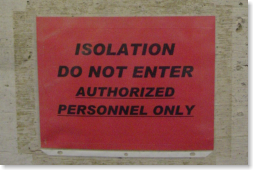 ISOLATION
DO NOT ENTER
AUTHORIZED
PERSONNEL ONLY